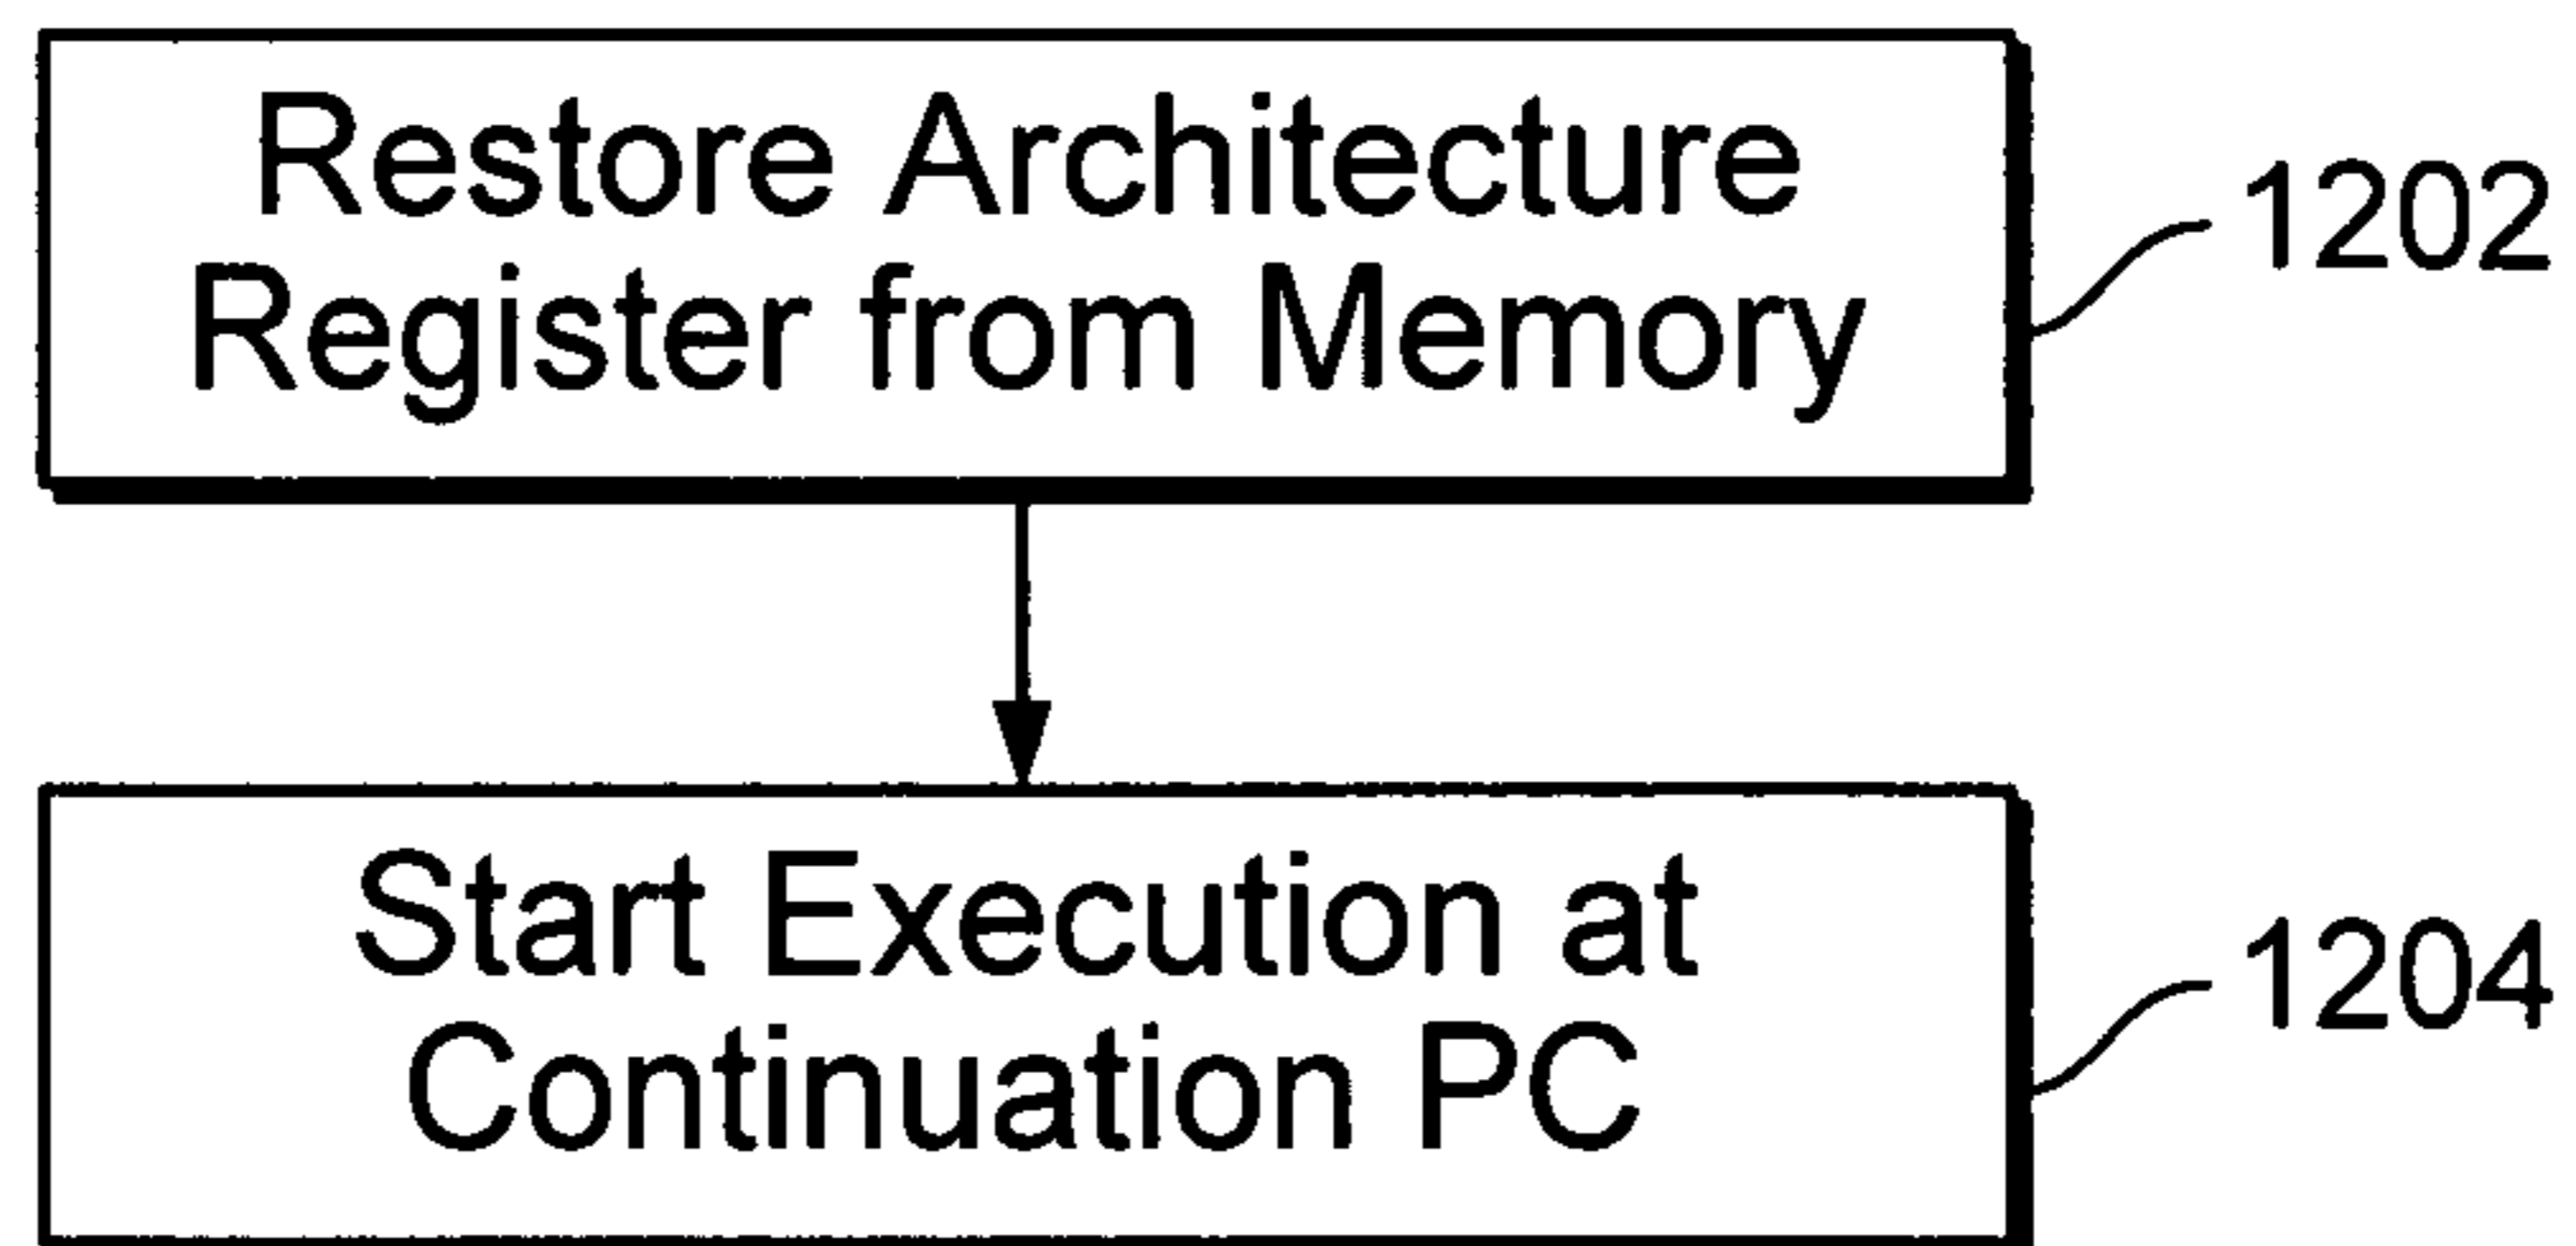 Restore Architecture
Register from Memory
1202
Start Execution at
Continuation PC
1204